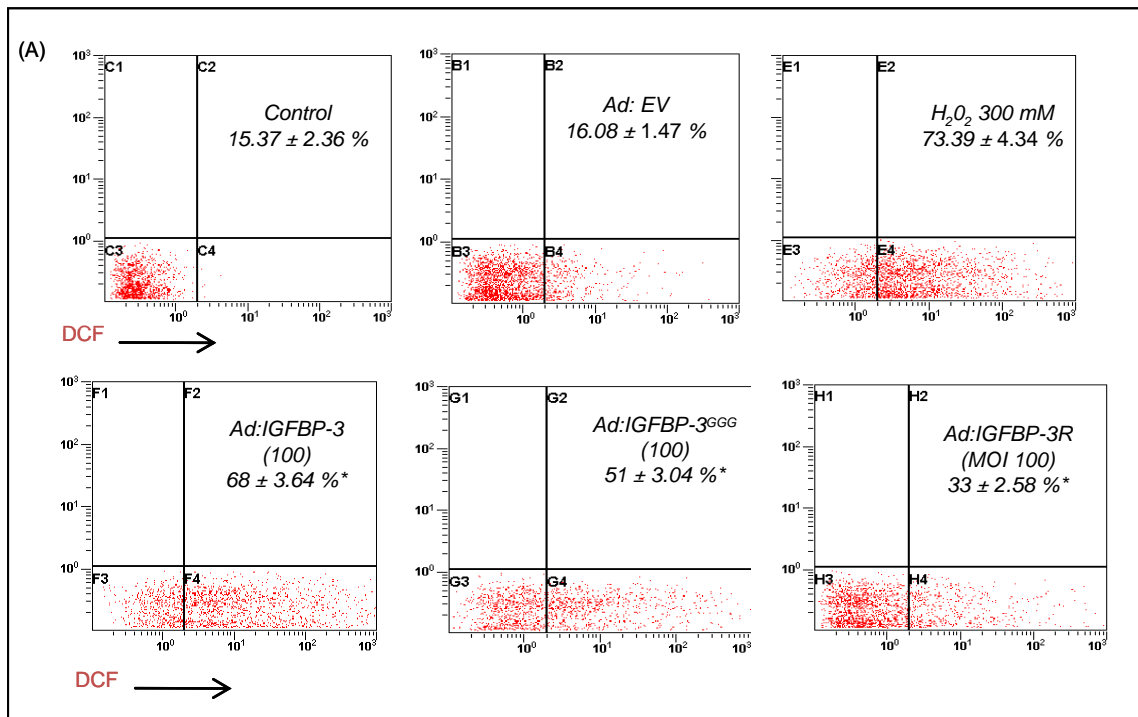 (A)
10³
10²
10¹
10⁰
C1
C2
Control
15.37 ± 2.36 %
C3
C4
10⁰
10¹
10²
10³
10³
10²
10¹
10⁰
B1
B2
Ad: EV
16.08 ± 1.47 %
B3
B4
10⁰
10¹
10²
10³
10³
10²
10¹
10⁰
E1
E2
H₂0₂ 300 mM
73.39 ± 4.34 %
E3
E4
10⁰
10¹
10²
10³
DCF
10³
10²
10¹
10⁰
F1
F2
Ad:IGFBP-3
(100)
68 ± 3.64 %*
F3
F4
10⁰
10¹
10²
10³
10³
10²
10¹
10⁰
G1
G2
Ad:IGFBP-3ᴳᴳᴳ
(100)
51 ± 3.04 %*
G3
G4
10⁰
10¹
10²
10³
10³
10²
10¹
10⁰
H1
H2
Ad:IGFBP-3R
(MOI 100)
33 ± 2.58 %*
H3
H4
10⁰
10¹
10²
10³
DCF